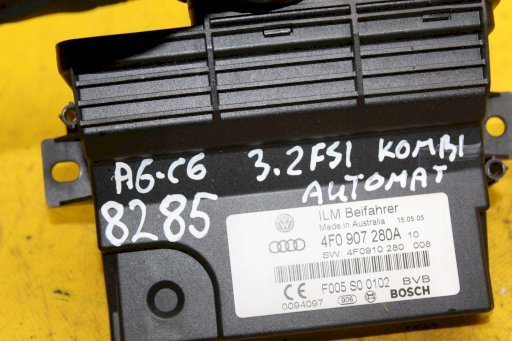 A6-C6 3.2FSI KOMBI
8285 AUTOMAT
ILM Beifahrer
Made in Australia 15.05.05
4F0 907 280A 10
SW: 4F0910 280 008
F005 S0 0102 BVB
0094097 906 BOSCH